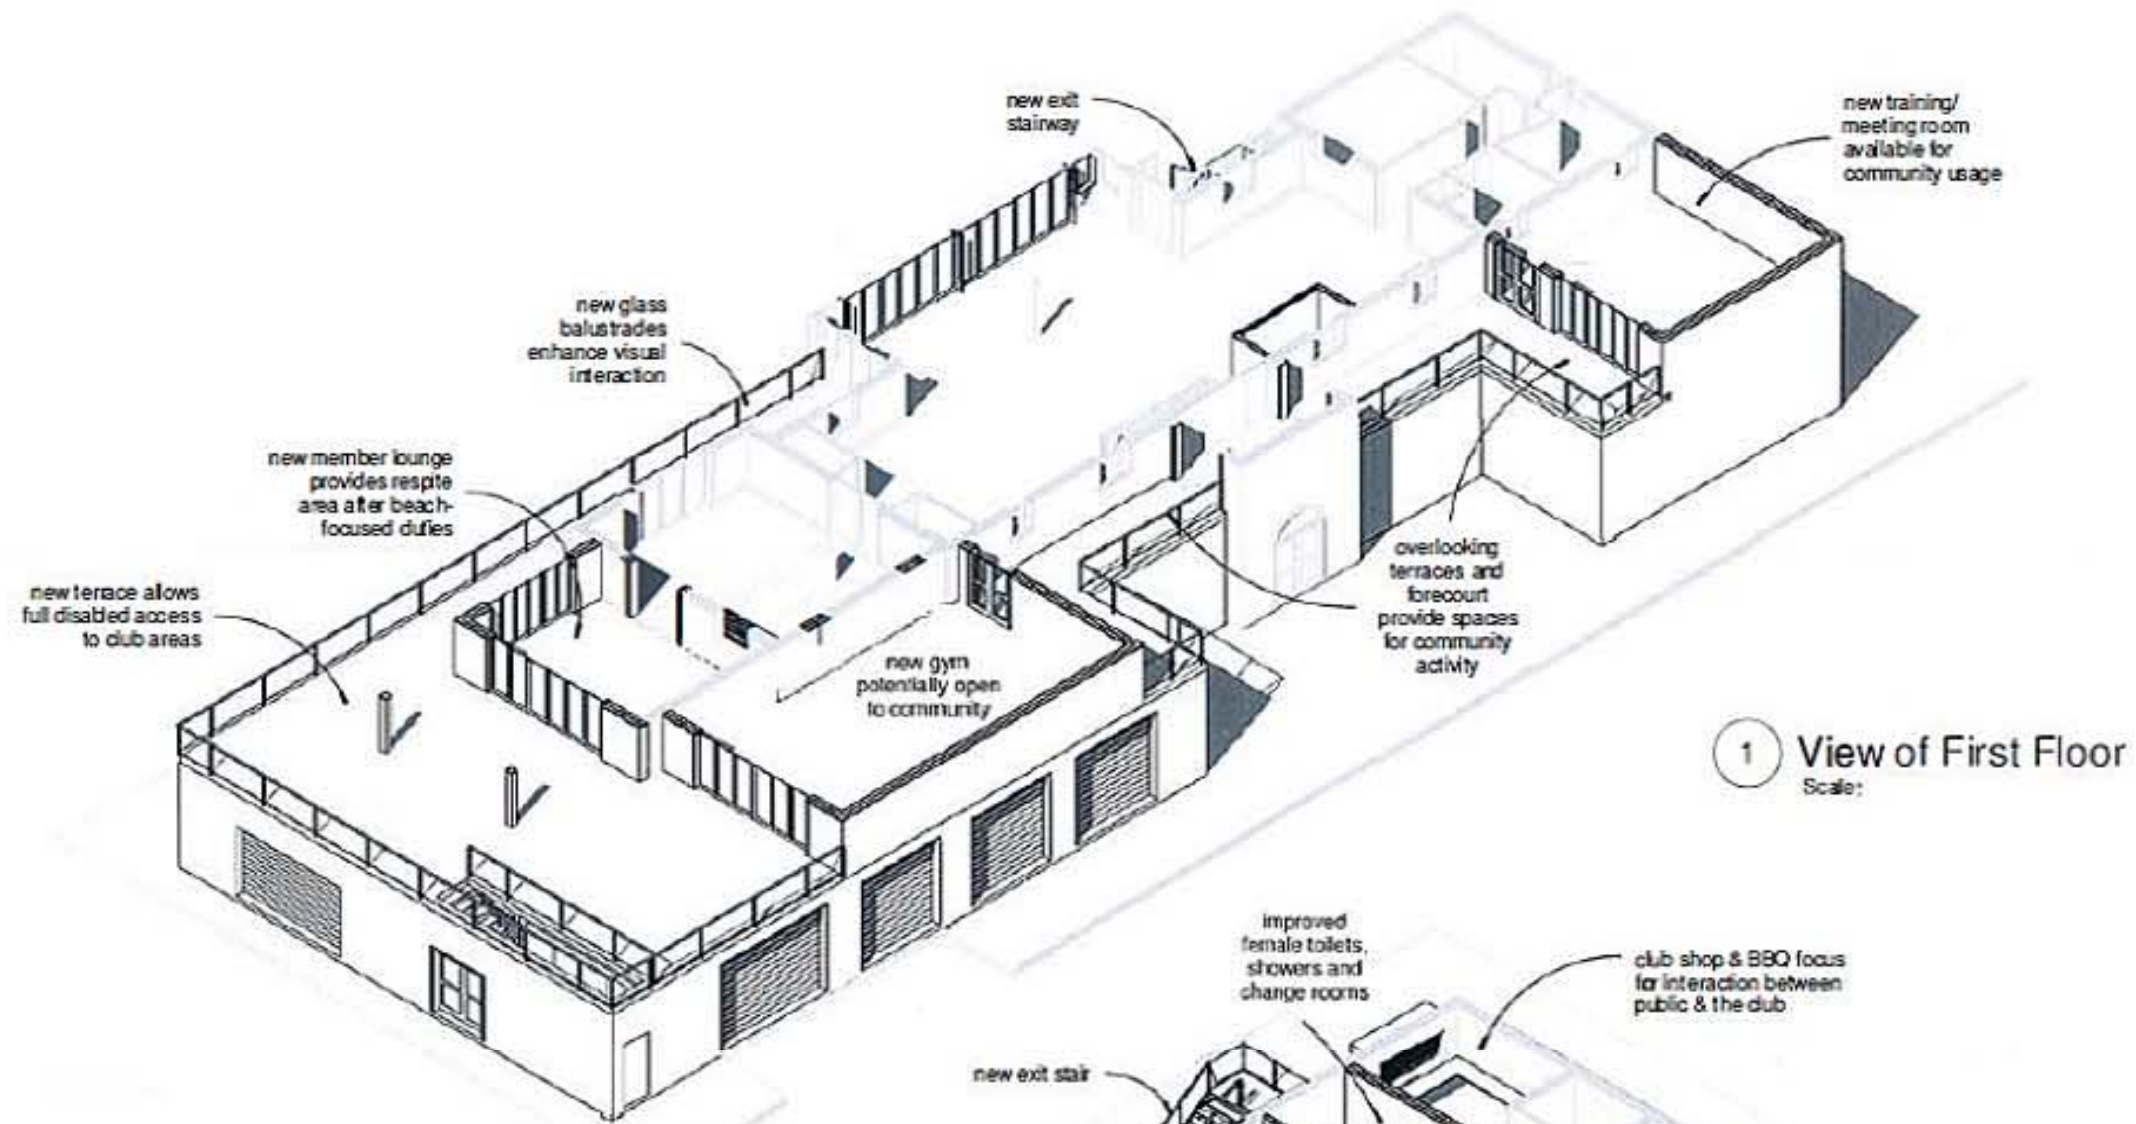 new exit
stairway
new training/
meeting room
available for
community usage
new glass
balustrades
enhance visual
interaction
new member lounge
provides respite
area after beach-
focused duties
new terrace allows
full disabled access
to club areas
overlooking
terraces and
forecourt
provide spaces
for community
activity
new gym
potentially open
to community
1 View of First Floor
Scale:
improved
female toilets,
showers and
change rooms
club shop & BBQ focus
for interaction between
public & the club
new exit stair